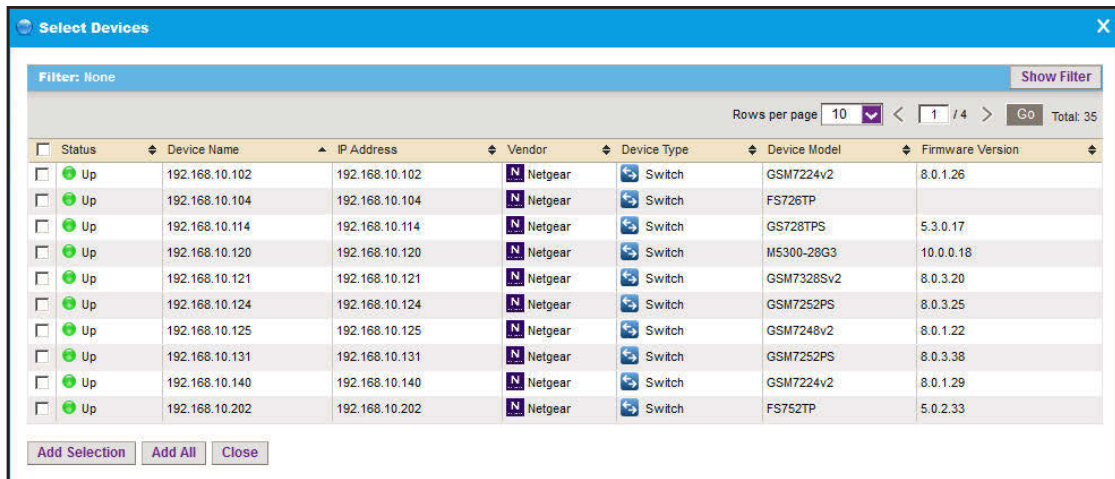 Select Devices X
Filter: None Show Filter
Rows per page 10 < 1 / 4 > Go Total: 35
Status Device Name IP Address Vendor Device Type Device Model Firmware Version
Up 192.168.10.102 192.168.10.102 N Netgear Switch GSM7224v2 8.0.1.26
Up 192.168.10.104 192.168.10.104 N Netgear Switch FS726TP
Up 192.168.10.114 192.168.10.114 N Netgear Switch GS728TPS 5.3.0.17
Up 192.168.10.120 192.168.10.120 N Netgear Switch M5300-28G3 10.0.0.18
Up 192.168.10.121 192.168.10.121 N Netgear Switch GSM7328Sv2 8.0.3.20
Up 192.168.10.124 192.168.10.124 N Netgear Switch GSM7252PS 8.0.3.25
Up 192.168.10.125 192.168.10.125 N Netgear Switch GSM7248v2 8.0.1.22
Up 192.168.10.131 192.168.10.131 N Netgear Switch GSM7252PS 8.0.3.38
Up 192.168.10.140 192.168.10.140 N Netgear Switch GSM7224v2 8.0.1.29
Up 192.168.10.202 192.168.10.202 N Netgear Switch FS752TP 5.0.2.33
Add Selection Add All Close